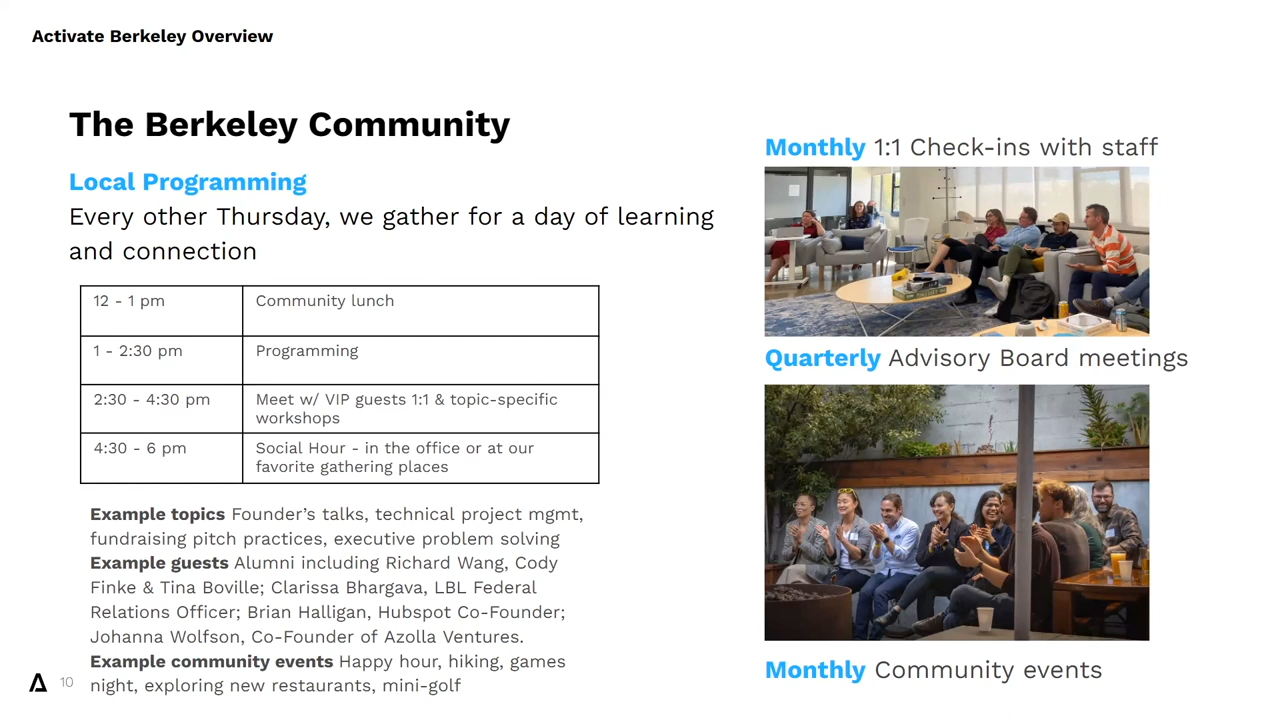 Activate Berkeley Overview
The Berkeley Community
Local Programming
Every other Thursday, we gather for a day of learning
and connection
12 - 1 pm Community lunch
1 - 2:30 pm Programming
2:30 - 4:30 pm Meet w/ VIP guests 1:1 & topic-specific
workshops
4:30 - 6 pm Social Hour - in the office or at our
favorite gathering places
Example topics Founder’s talks, technical project mgmt,
fundraising pitch practices, executive problem solving
Example guests Alumni including Richard Wang, Cody
Finke & Tina Boville; Clarissa Bhargava, LBL Federal
Relations Officer; Brian Halligan, Hubspot Co-Founder;
Johanna Wolfson, Co-Founder of Azolla Ventures.
Example community events Happy hour, hiking, games
night, exploring new restaurants, mini-golf
10
Monthly 1:1 Check-ins with staff
Quarterly Advisory Board meetings
Monthly Community events